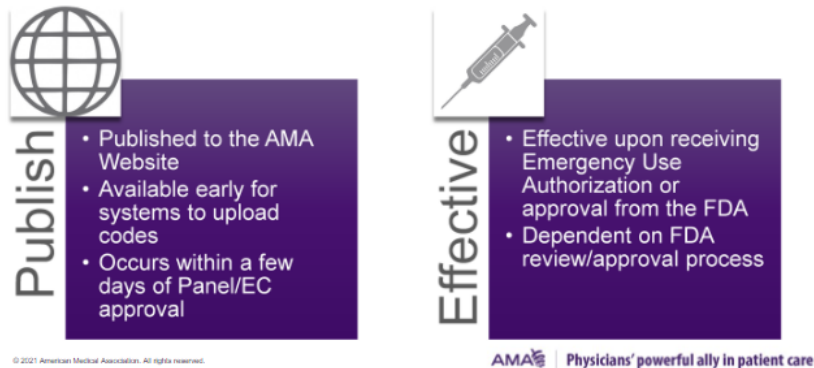 Publish
• Published to the AMA
Website
• Available early for
systems to upload
codes
• Occurs within a few
days of Panel/EC
approval
Effective
• Effective upon receiving
Emergency Use
Authorization or
approval from the FDA
• Dependent on FDA
review/approval process
© 2021 American Medical Association. All rights reserved.
AMA Physicians' powerful ally in patient care